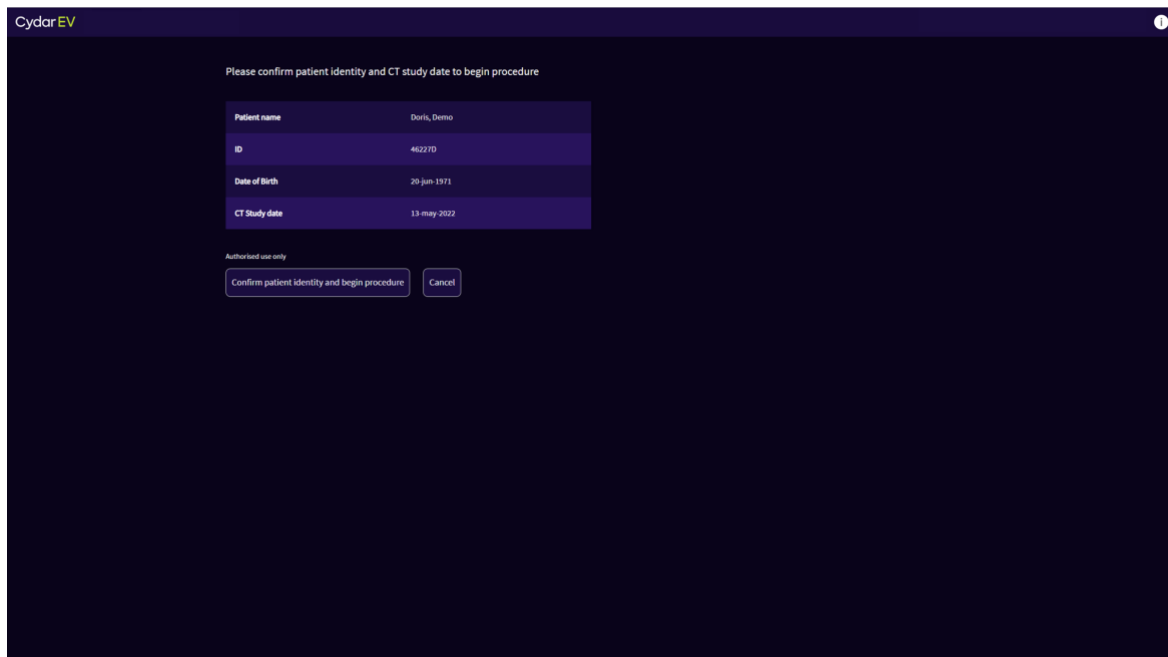 CydarEV
i
Please confirm patient identity and CT study date to begin procedure
Patient name Doris, Demo
ID 46227D
Date of Birth 20-jun-1971
CT Study date 13-may-2022
Authorised use only
Confirm patient identity and begin procedure Cancel